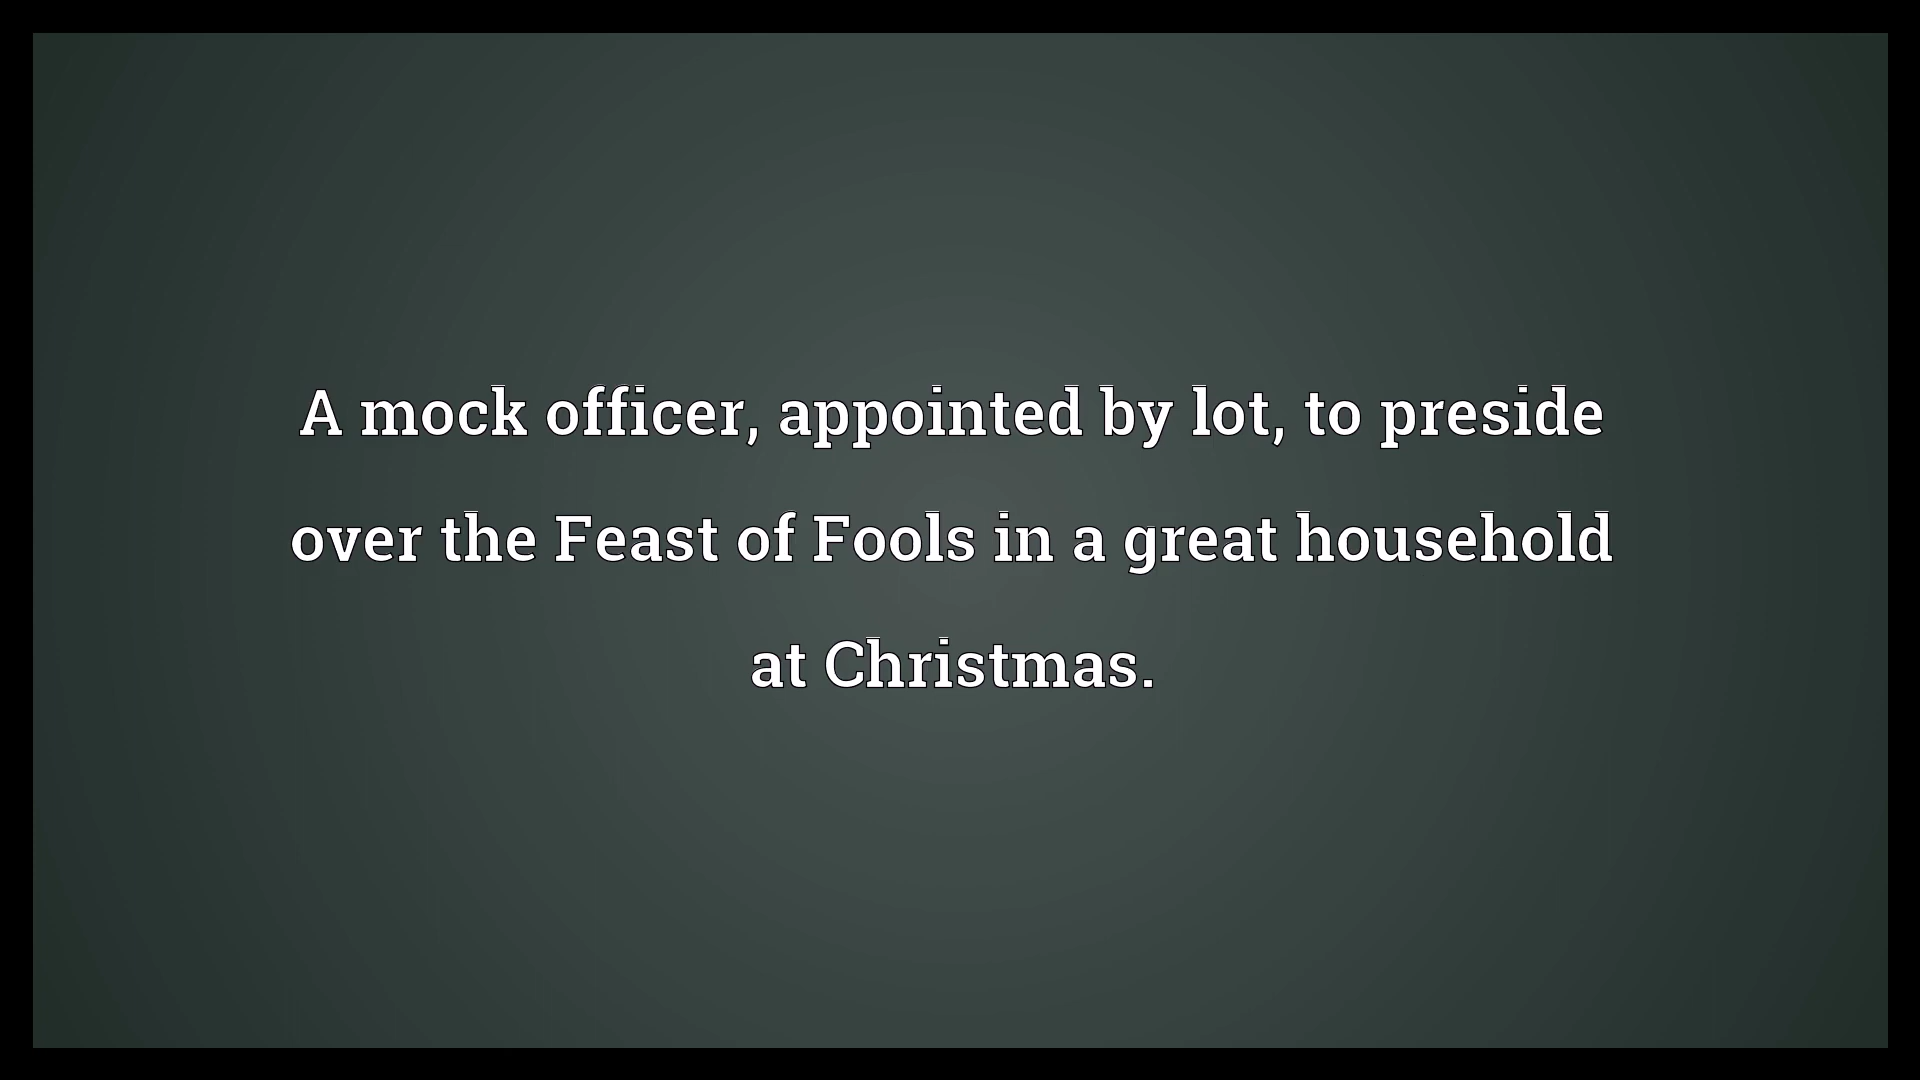 A mock officer, appointed by lot, to preside
over the Feast of Fools in a great household
at Christmas.